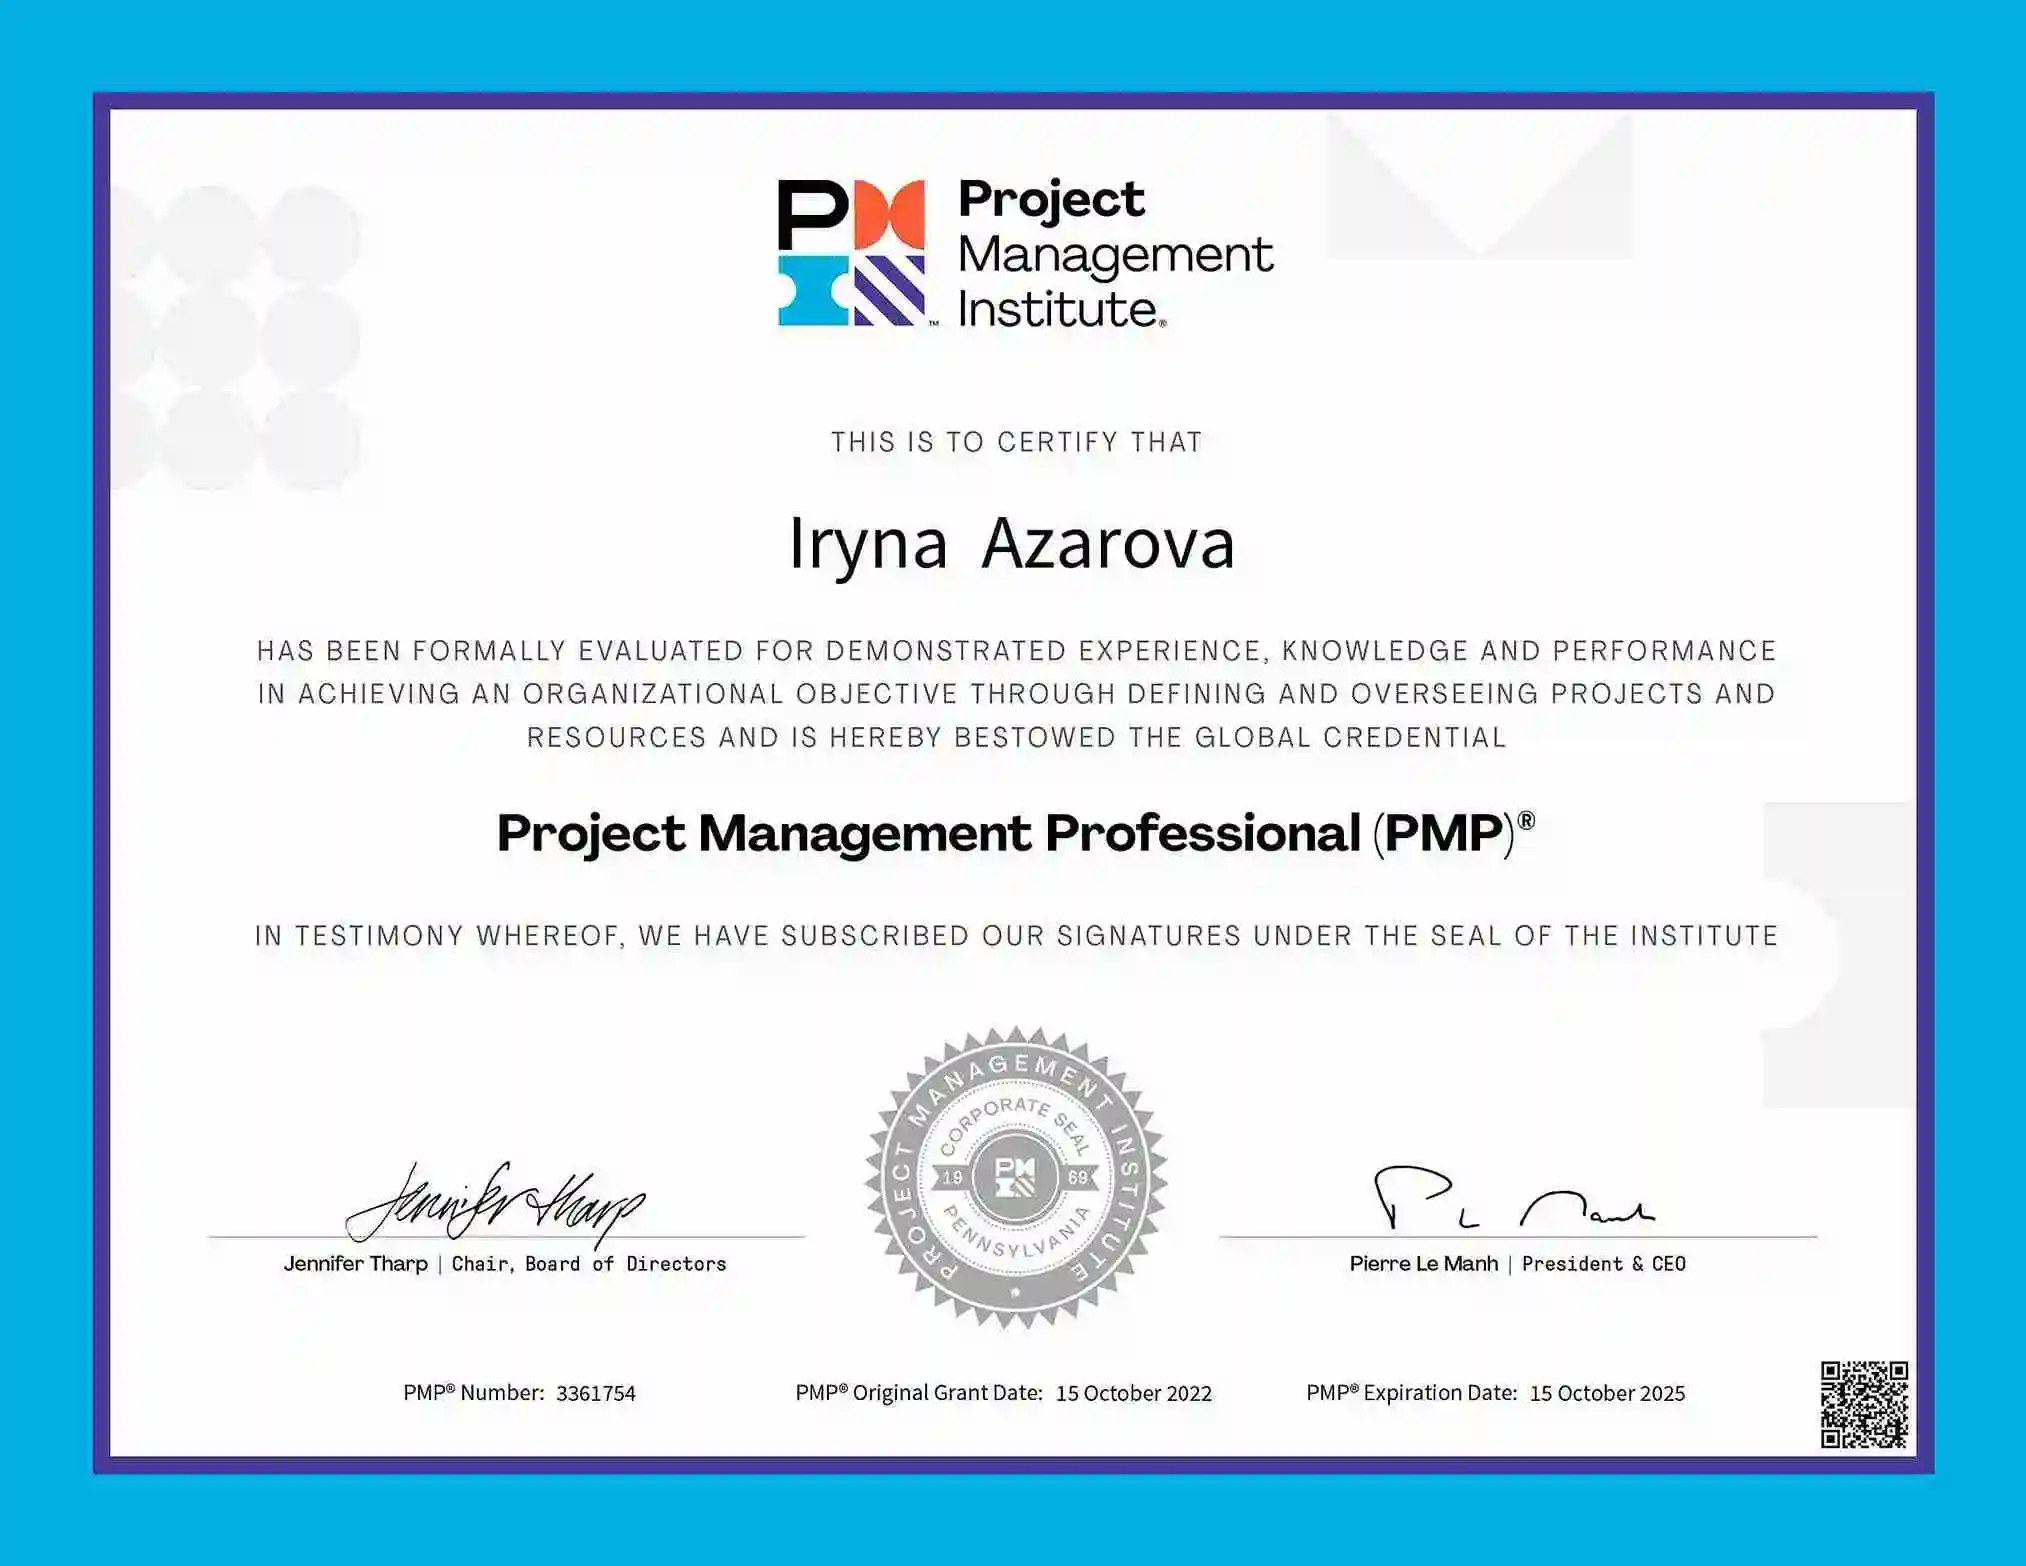 PM
Project
Management
Institute®
™
THIS IS TO CERTIFY THAT
Iryna Azarova
HAS BEEN FORMALLY EVALUATED FOR DEMONSTRATED EXPERIENCE, KNOWLEDGE AND PERFORMANCE
IN ACHIEVING AN ORGANIZATIONAL OBJECTIVE THROUGH DEFINING AND OVERSEEING PROJECTS AND
RESOURCES AND IS HEREBY BESTOWED THE GLOBAL CREDENTIAL
Project Management Professional (PMP)®
IN TESTIMONY WHEREOF, WE HAVE SUBSCRIBED OUR SIGNATURES UNDER THE SEAL OF THE INSTITUTE
PROJECT MANAGEMENT INSTITUTE
CORPORATE SEAL
19 PM 69
PENNSYLVANIA
Jennifer Tharp
Jennifer Tharp | Chair, Board of Directors
P L Manh
Pierre Le Manh | President & CEO
PMP® Number: 3361754
PMP® Original Grant Date: 15 October 2022
PMP® Expiration Date: 15 October 2025